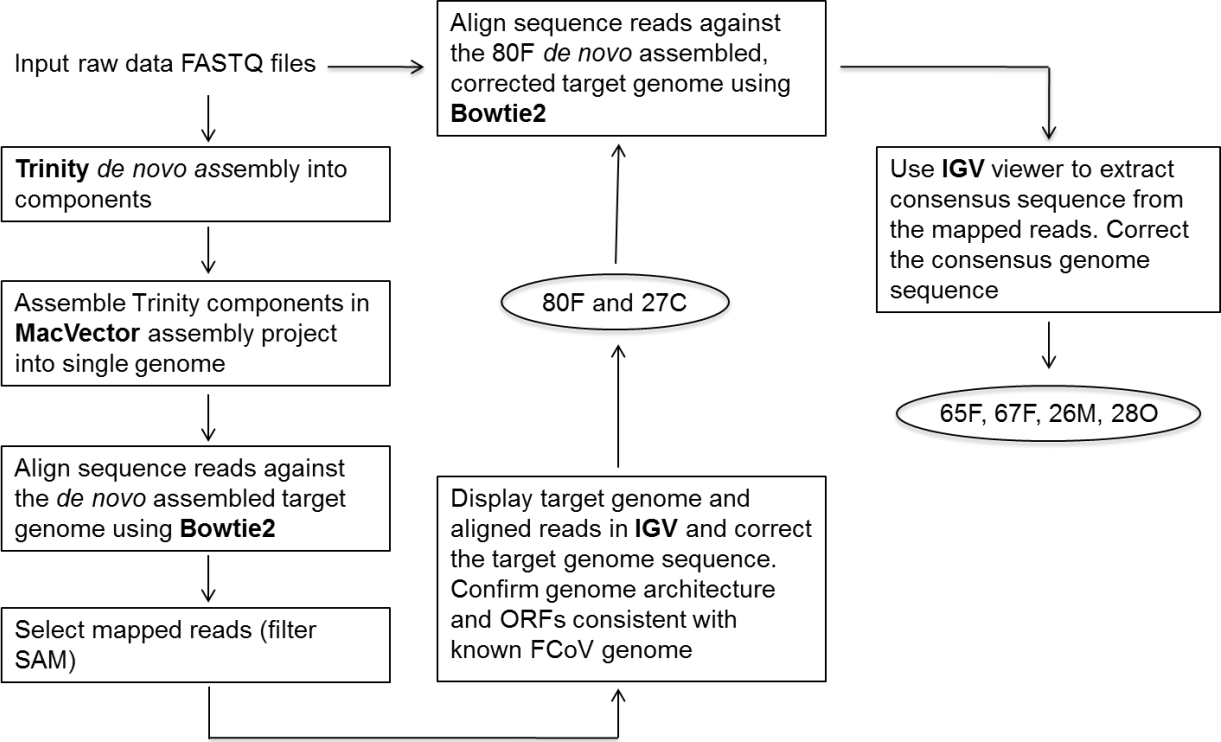 Input raw data FASTQ files
Trinity de novo assembly into
components
Assemble Trinity components in
MacVector assembly project
into single genome
Align sequence reads against
the de novo assembled target
genome using Bowtie2
Select mapped reads (filter
SAM)
Display target genome and
aligned reads in IGV and correct
the target genome sequence.
Confirm genome architecture
and ORFs consistent with
known FCoV genome
80F and 27C
Align sequence reads against
the 80F de novo assembled,
corrected target genome using
Bowtie2
Use IGV viewer to extract
consensus sequence from
the mapped reads. Correct
the consensus genome
sequence
65F, 67F, 26M, 28O